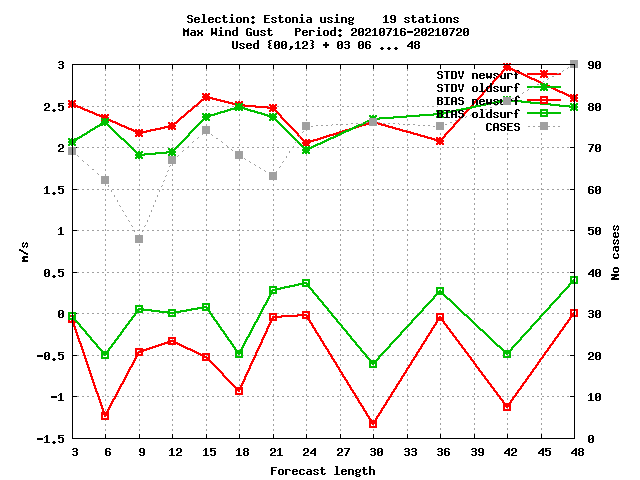 Selection: Estonia using    19 stations
Max Wind Gust   Period: 20210716-20210720
Used {00,12} + 03 06 ... 48
STDV newsurf
STDV oldsurf
BIAS newsurf
BIAS oldsurf
CASES
3
2.5
2
1.5
1
0.5
0
-0.5
-1
-1.5
m/s
90
80
70
60
50
40
30
20
10
0
No cases
3 6 9 12 15 18 21 24 27 30 33 36 39 42 45 48
Forecast length